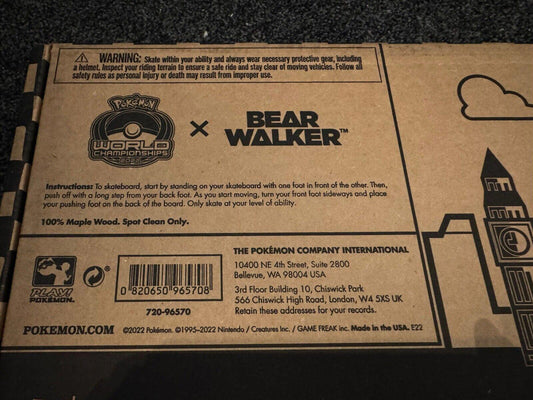 WARNING: Skate within your ability and always wear necessary protective gear, including
a helmet. Inspect your riding terrain to ensure a safe ride and stay clear of moving vehicles. Follow all
safety rules as personal injury or death may result from improper use.
POKéMON
WORLD
CHAMPIONSHIPS
2022
×
BEAR
WALKER™
Instructions: To skateboard, start by standing on your skateboard with one foot in front of the other. Then,
push off with a long step from your back foot. As you start moving, turn your front foot sideways and place
your pushing foot on the back of the board. Only skate at your level of ability.
100% Maple Wood. Spot Clean Only.
PLAY!
POKÉMON.
0 820650 965708
720-96570
THE POKÉMON COMPANY INTERNATIONAL
10400 NE 4th Street, Suite 2800
Bellevue, WA 98004 USA
3rd Floor Building 10, Chiswick Park
566 Chiswick High Road, London, W4 5XS UK
Retain these addresses for your records.
POKEMON.COM
©2022 Pokémon. ©1995–2022 Nintendo / Creatures Inc. / GAME FREAK inc. Made in the USA. E22